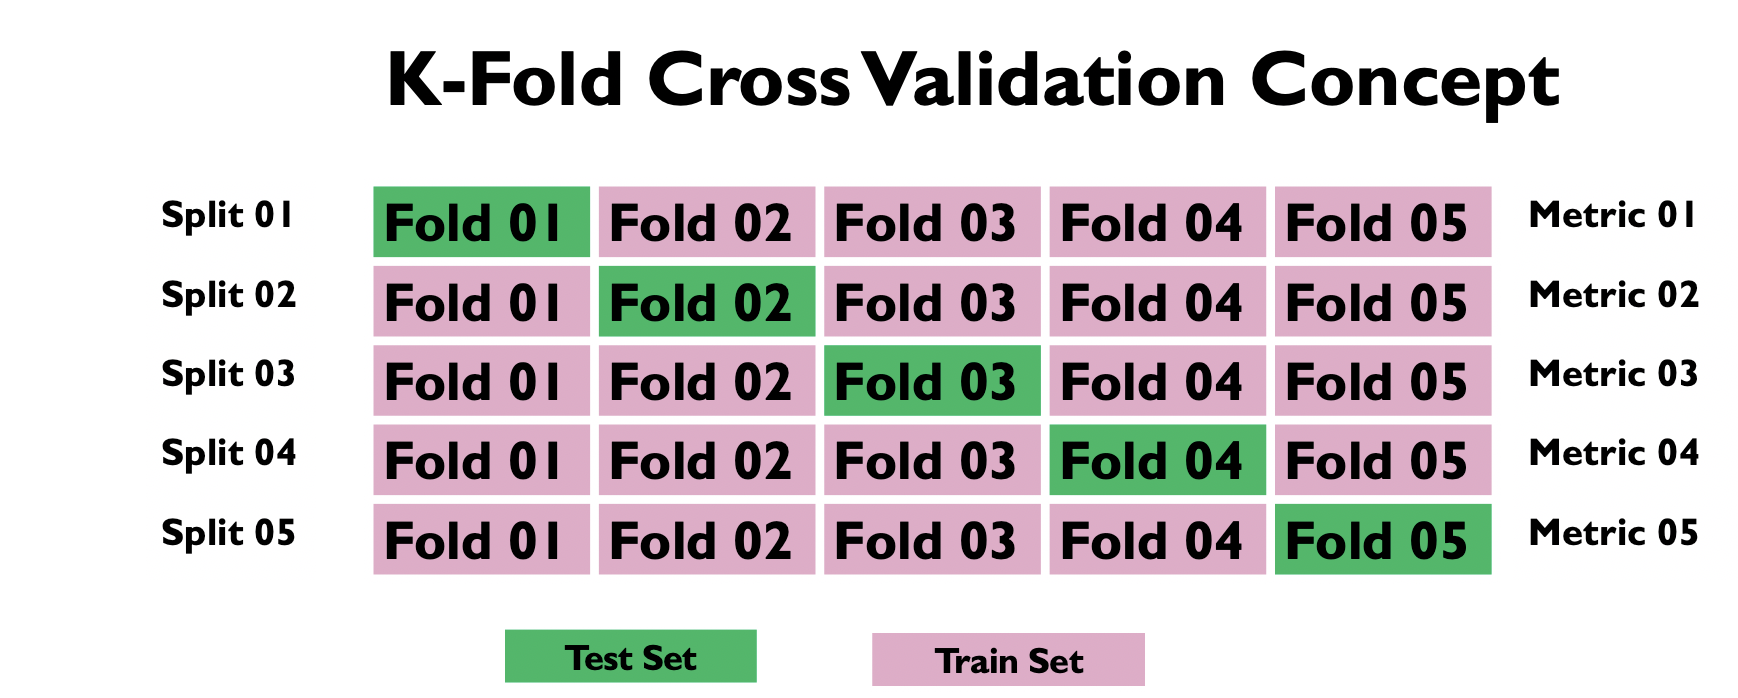 K-Fold Cross Validation Concept
Split 01 Fold 01 Fold 02 Fold 03 Fold 04 Fold 05 Metric 01
Split 02 Fold 01 Fold 02 Fold 03 Fold 04 Fold 05 Metric 02
Split 03 Fold 01 Fold 02 Fold 03 Fold 04 Fold 05 Metric 03
Split 04 Fold 01 Fold 02 Fold 03 Fold 04 Fold 05 Metric 04
Split 05 Fold 01 Fold 02 Fold 03 Fold 04 Fold 05 Metric 05
Test Set Train Set